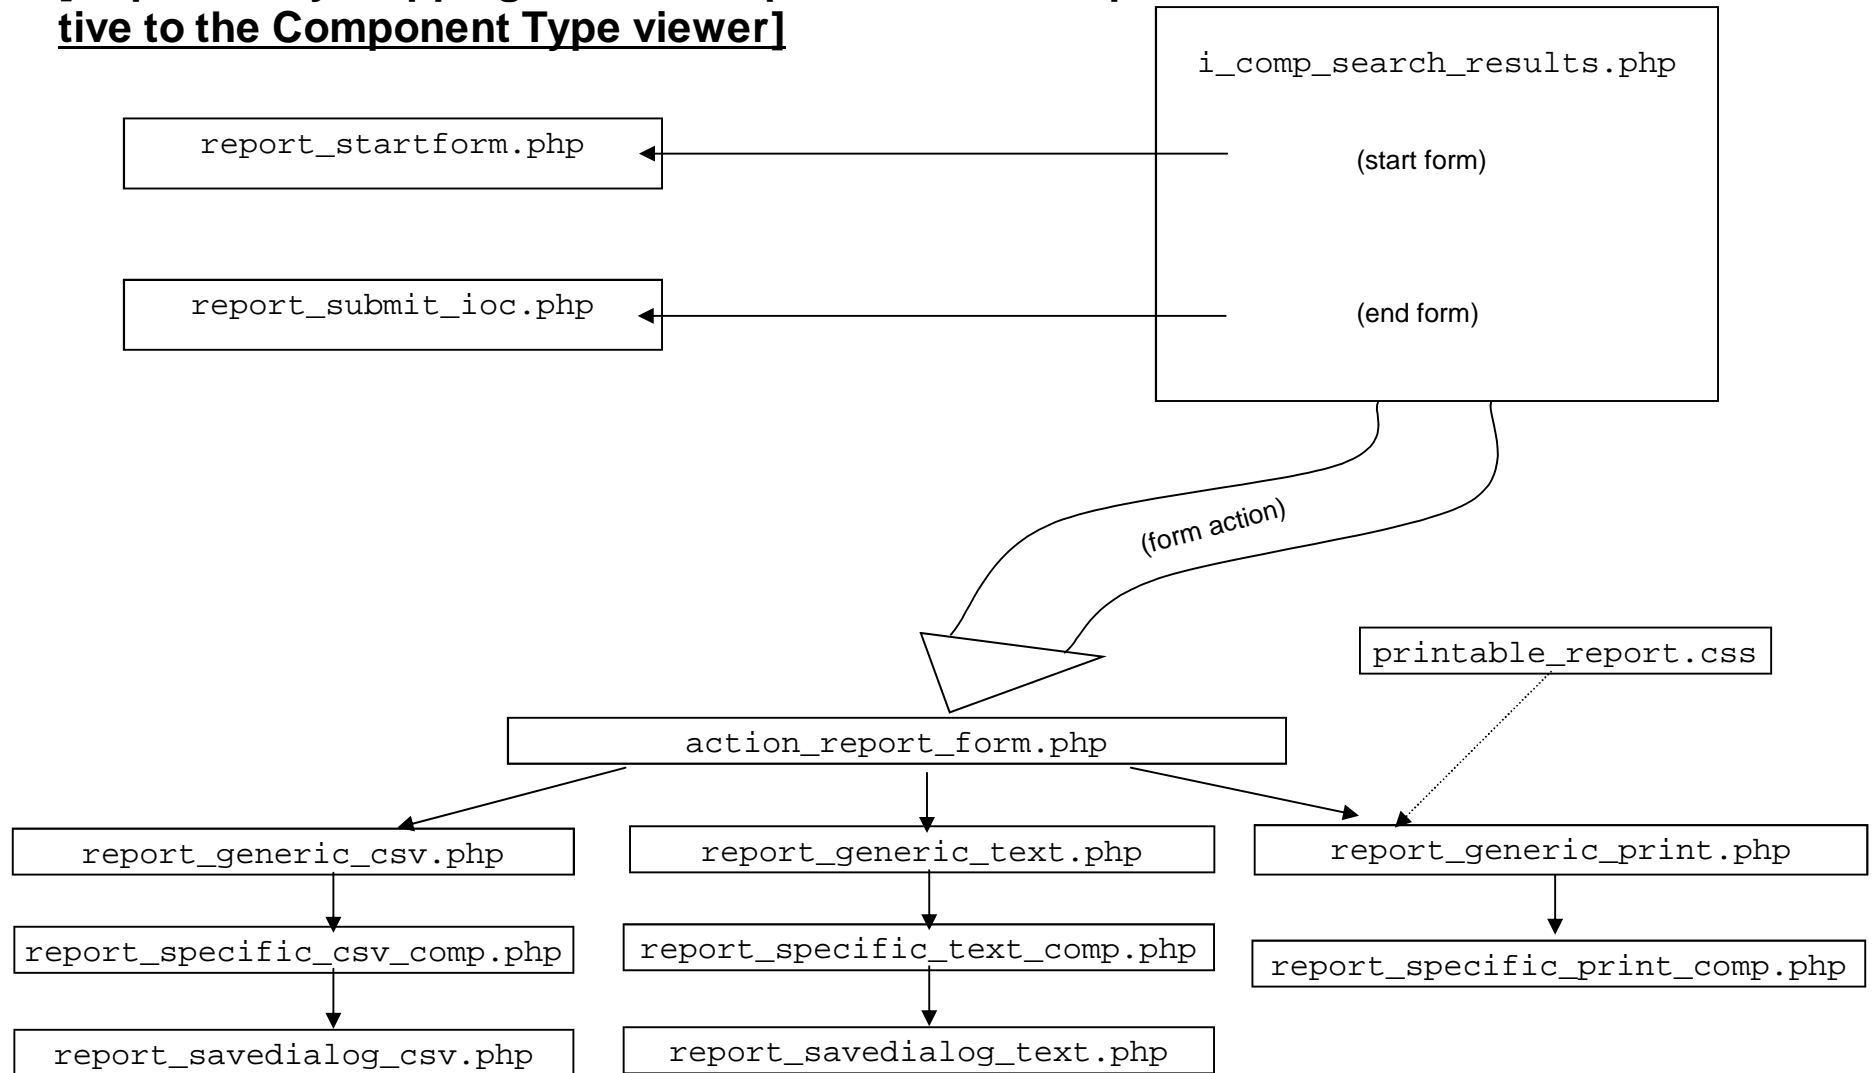 tive to the Component Type viewer]
i_comp_search_results.php
report_startform.php
(start form)
report_submit_ioc.php
(end form)
(form action)
printable_report.css
action_report_form.php
report_generic_csv.php
report_generic_text.php
report_generic_print.php
report_specific_csv_comp.php
report_specific_text_comp.php
report_specific_print_comp.php
report_savedialog_csv.php
report_savedialog_text.php